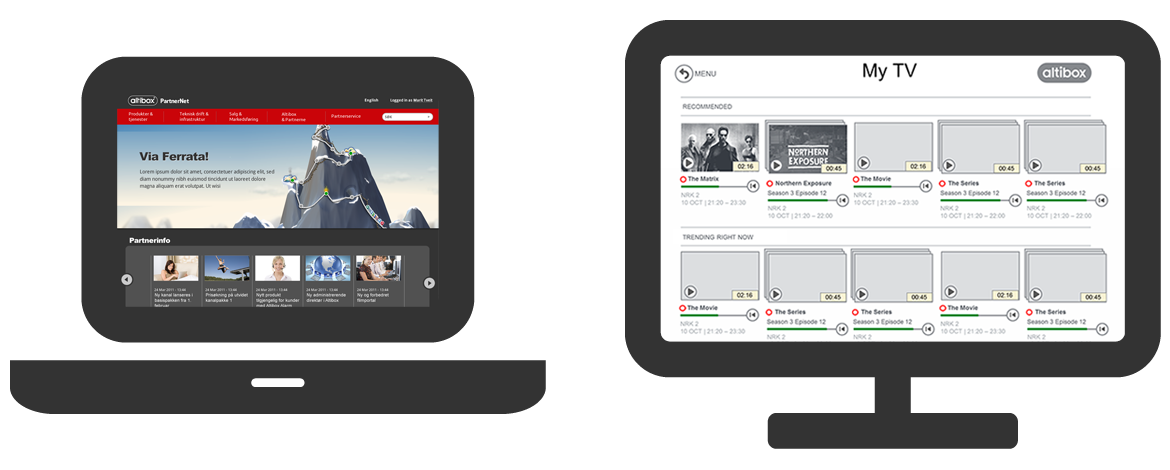 altibox PartnerNet
English
Logged in as Marit Tveit
Produkter &
tjenester
Teknisk drift &
infrastruktur
Salg &
Markedsføring
Altibox
& Partnerne
Partnerservice
Via Ferrata!
Lorem ipsum dolor sit amet, consectetuer adipiscing elit, sed
diam nonummy nibh euismod tincidunt ut laoreet dolore
magna aliquam erat volutpat. Ut wisi
Partnerinfo
24 Mar 2011 - 13:46
Ny kanal lanseres i
basepakken fra 1.
februar
24 Mar 2011 - 13:46
Prisøkning på utvidet
kanalpakke 1
24 Mar 2011 - 13:46
Nytt produkt
tilgjengelig for kunder
med Altibox Alarm
24 Mar 2011 - 13:46
Ny administrerende
direktør i Altibox
24 Mar 2011 - 13:46
Ny og forbedret
filmportal
MENU
My TV
altibox
RECOMMENDED
02:16
The Matrix
NRK 2
10 OCT | 21:20 – 23:30
NORTHERN
EXPOSURE
00:45
Northern Exposure
Season 3 Episode 12
NRK 2
10 OCT | 21:20 – 22:00
02:16
The Movie
NRK 2
10 OCT | 21:20 – 23:30
00:45
The Series
Season 3 Episode 12
NRK 2
10 OCT | 21:20 – 22:00
00:45
The Series
Season 3 Episode 12
NRK 2
10 OCT | 21:20 – 22:00
TRENDING RIGHT NOW
02:16
The Movie
NRK 2
10 OCT | 21:20 – 23:30
00:45
The Series
Season 3 Episode 12
NRK 2
00:45
The Series
Season 3 Episode 12
NRK 2
02:16
The Movie
NRK 2
10 OCT | 21:20 – 23:30
00:45
The Series
Season 3 Episode 12
NRK 2